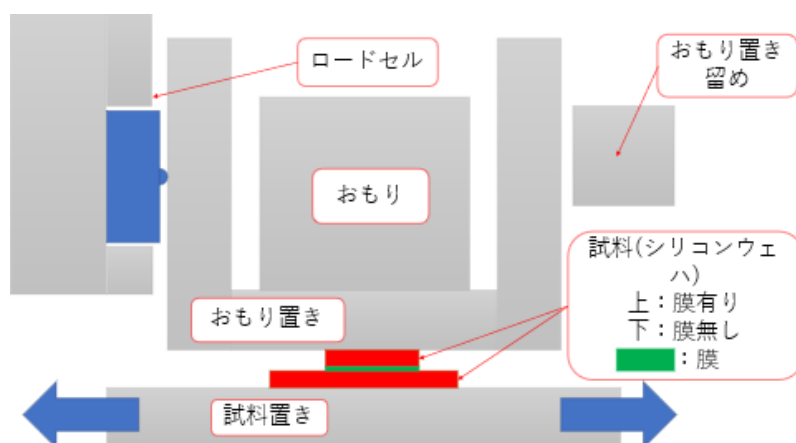 ロードセル
おもり置き
留め
おもり
試料(シリコンウェ
ハ)
上：膜有り
下：膜無し
：膜
おもり置き
試料置き